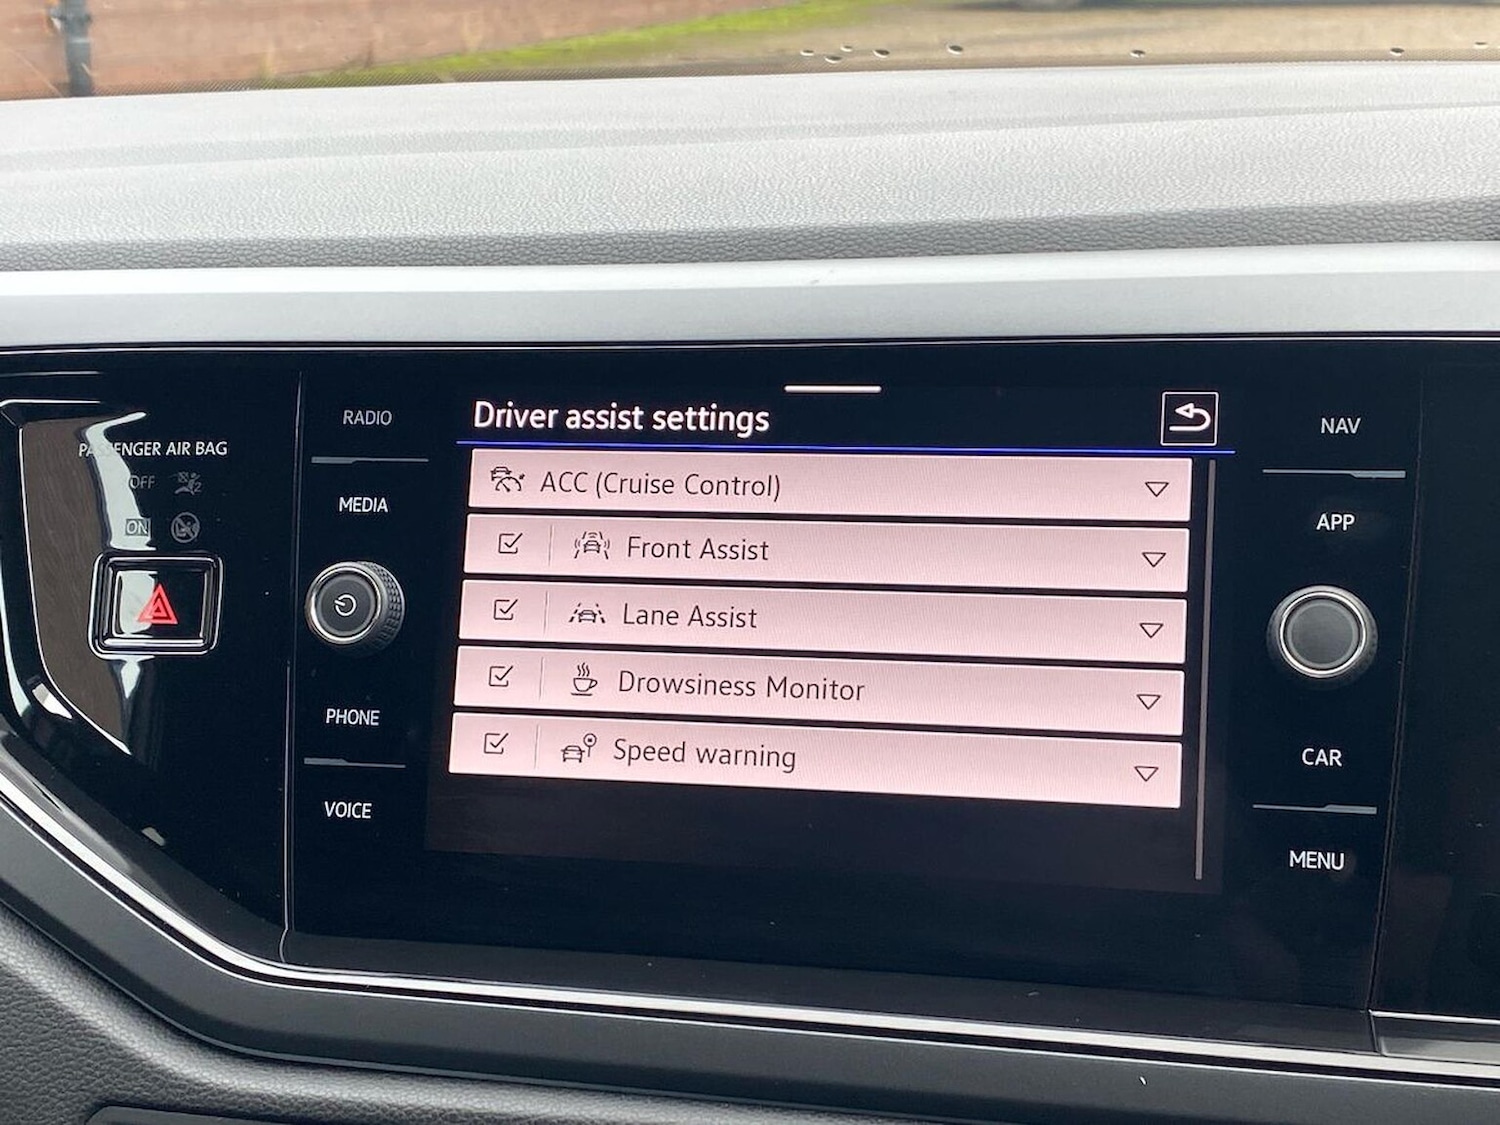 PASSENGER AIR BAG
OFF
ON
RADIO
MEDIA
PHONE
VOICE
Driver assist settings
ACC (Cruise Control)
Front Assist
Lane Assist
Drowsiness Monitor
Speed warning
NAV
APP
CAR
MENU